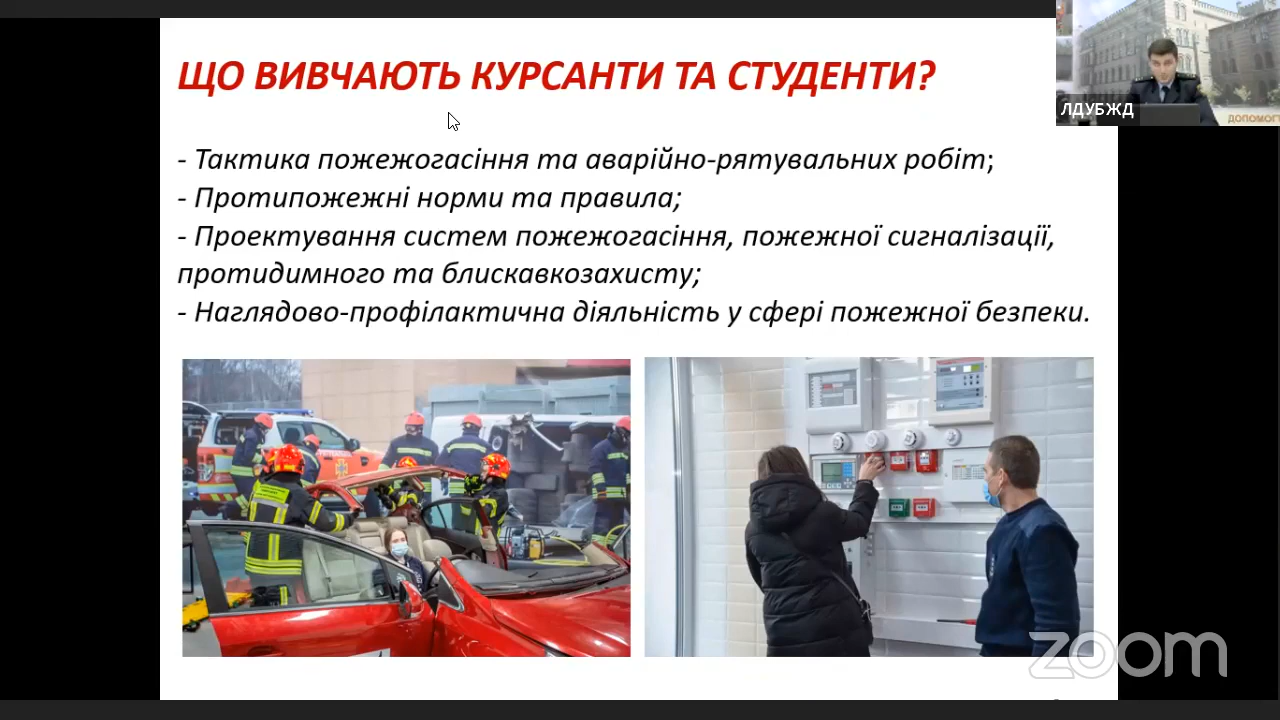 ЩО ВИВЧАЮТЬ КУРСАНТИ ТА СТУДЕНТИ?
ЛДУБЖД
ДОПОМОГ
- Тактика пожежогасіння та аварійно-рятувальних робіт;
- Протипожежні норми та правила;
- Проектування систем пожежогасіння, пожежної сигналізації,
протидимного та блискавкозахисту;
- Наглядово-профілактична діяльність у сфері пожежної безпеки.
zoom